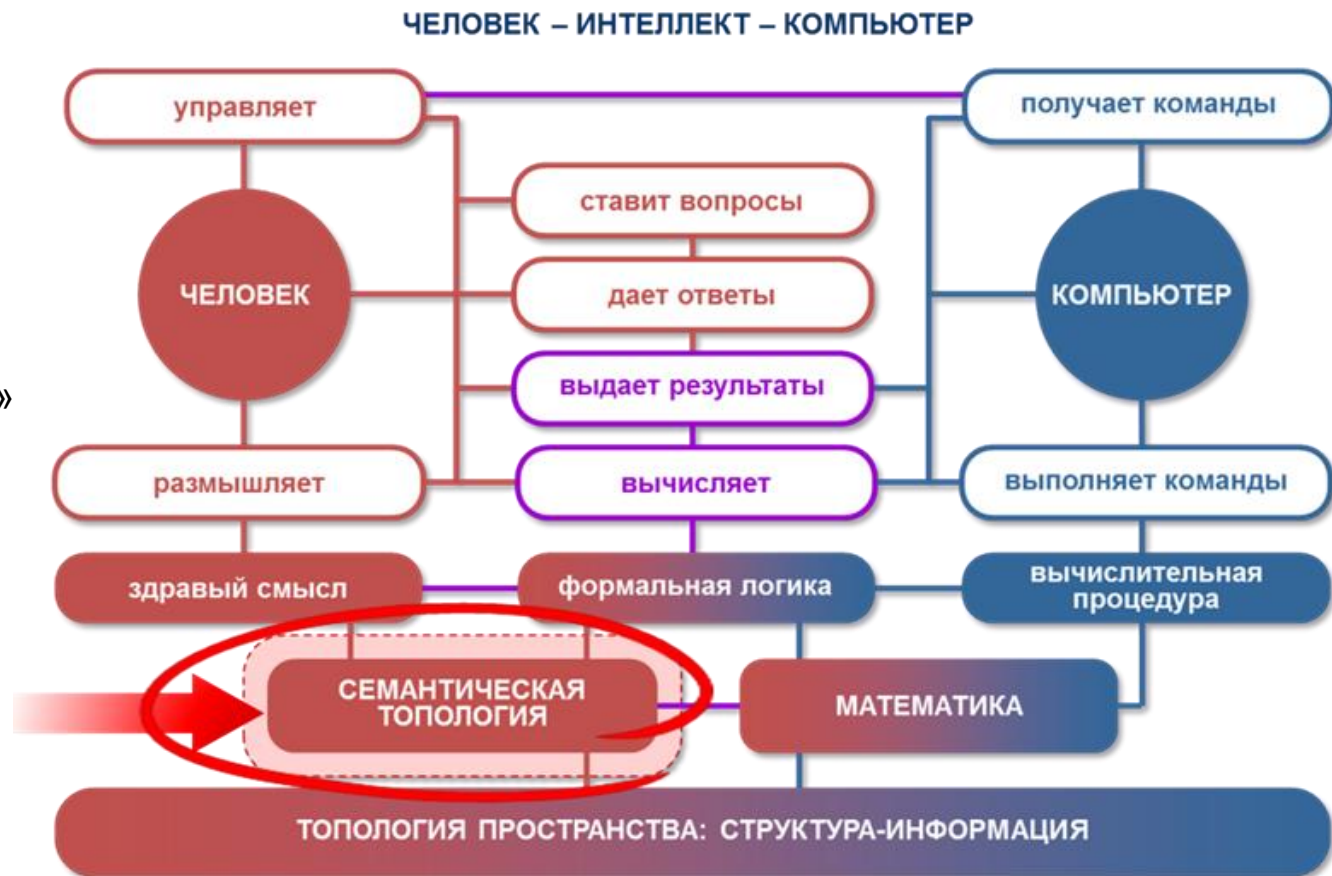 ЧЕЛОВЕК – ИНТЕЛЛЕКТ – КОМПЬЮТЕР
управляет
получает команды
ставит вопросы
ЧЕЛОВЕК
дает ответы
КОМПЬЮТЕР
»
выдает результаты
размышляет
вычисляет
выполняет команды
здравый смысл
формальная логика
вычислительная
процедура
СЕМАНТИЧЕСКАЯ
ТОПОЛОГИЯ
МАТЕМАТИКА
ТОПОЛОГИЯ ПРОСТРАНСТВА: СТРУКТУРА-ИНФОРМАЦИЯ